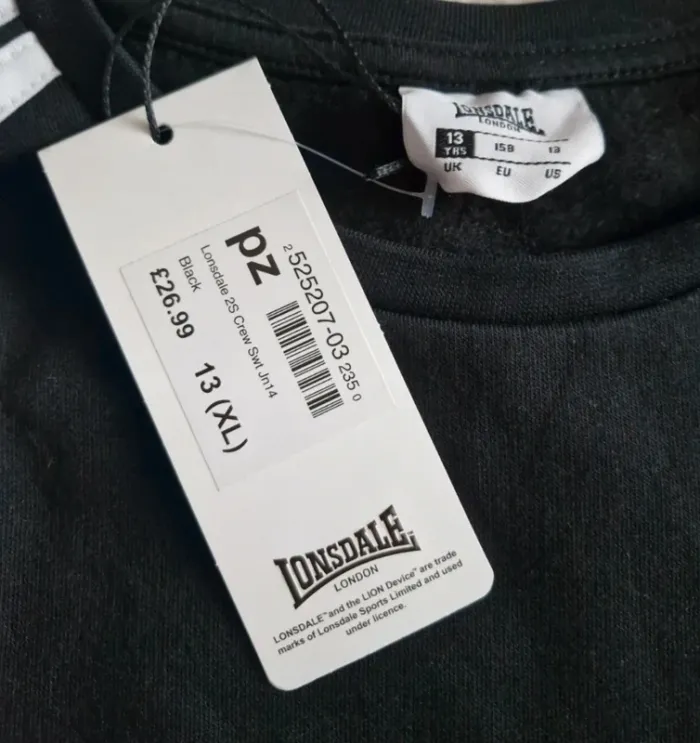 LONSDALE
LONDON
13 YRS 158 13
UK EU US
pz
2 525207-03 235 0
Lonsdale 2S Crew Swt Jn14
Black
£26.99 13 (XL)
LONSDALE
LONDON
LONSDALE™ and the LION Device™ are trade
marks of Lonsdale Sports Limited and used
under licence.